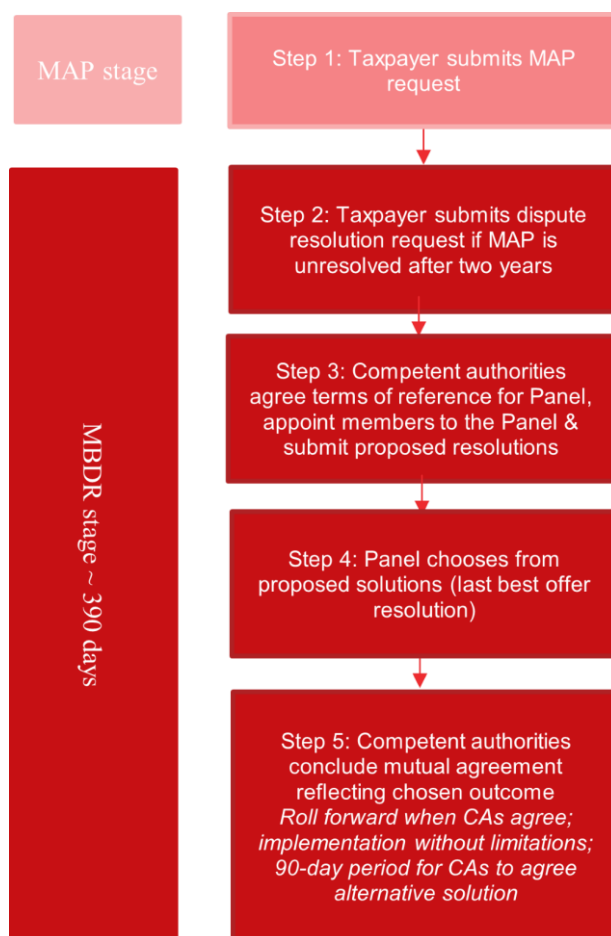 MAP stage
Step 1: Taxpayer submits MAP
request
MBDR stage ~ 390 days
Step 2: Taxpayer submits dispute
resolution request if MAP is
unresolved after two years
Step 3: Competent authorities
agree terms of reference for Panel,
appoint members to the Panel &
submit proposed resolutions
Step 4: Panel chooses from
proposed solutions (last best offer
resolution)
Step 5: Competent authorities
conclude mutual agreement
reflecting chosen outcome
Roll forward when CAs agree;
implementation without limitations;
90-day period for CAs to agree
alternative solution